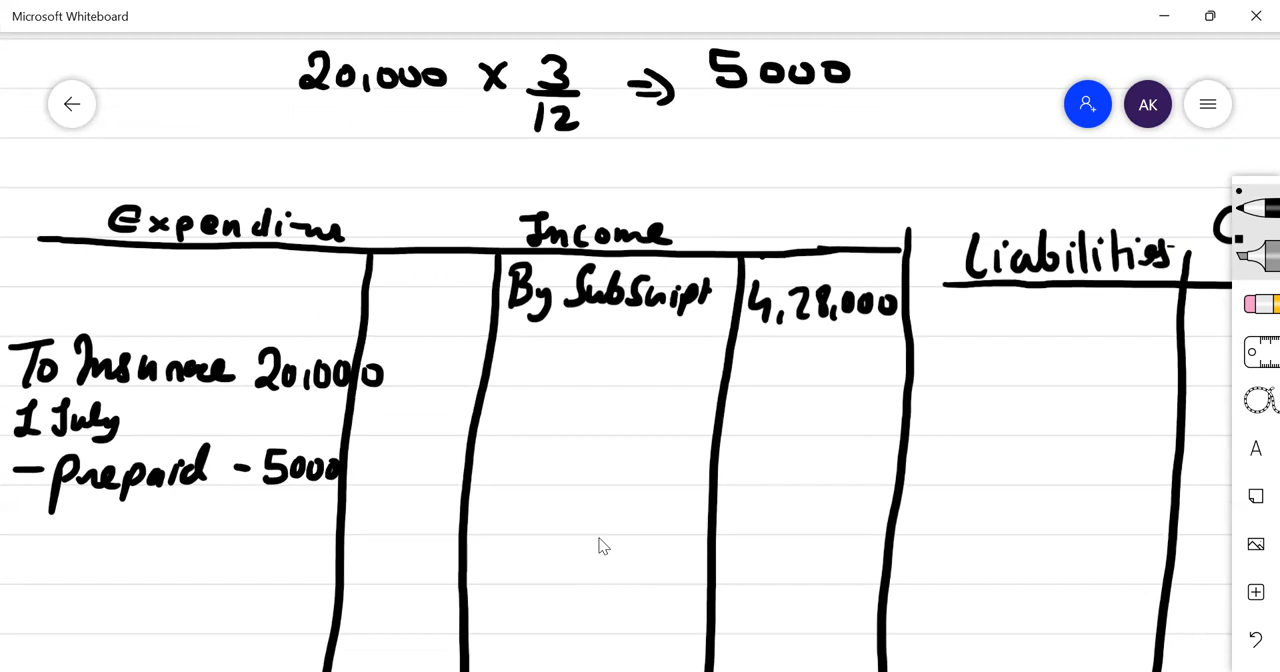 Microsoft Whiteboard
20,000 × 3/12 ⇒ 5000
AK
Expenditure Income
Liabilities
By Subscript 4,28,000
To Insurance 20,000
1 July
- Prepaid - 5000
A